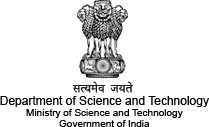 सत्यमेव जयते
Department of Science and Technology
Ministry of Science and Technology
Government of India